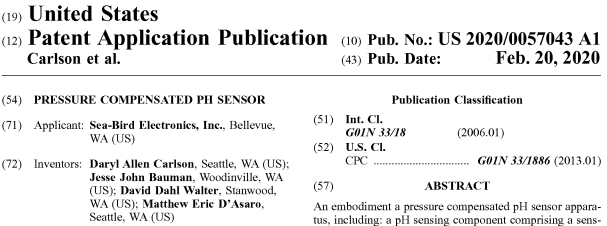 (19) United States
(12) Patent Application Publication
(10) Pub. No.: US 2020/0057043 A1
Carlson et al.
(43) Pub. Date: Feb. 20, 2020
(54) PRESSURE COMPENSATED PH SENSOR
(71) Applicant: Sea-Bird Electronics, Inc., Bellevue,
WA (US)
(72) Inventors: Daryl Allen Carlson, Seattle, WA (US);
Jesse John Bauman, Woodinville, WA
(US); David Dahl Walter, Stanwood,
WA (US); Matthew Eric D'Asaro,
Seattle, WA (US)
Publication Classification
(51) Int. Cl.
G01N 33/18 (2006.01)
(52) U.S. Cl.
CPC ................................ G01N 33/1886 (2013.01)
(57) ABSTRACT
An embodiment a pressure compensated pH sensor appara-
tus, including: a pH sensing component comprising a sens-